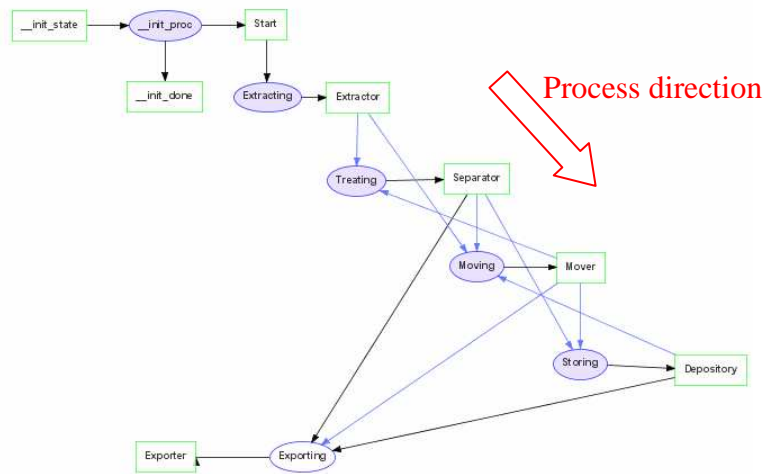 __init_state
__init_proc
Start
__init_done
Extracting
Extractor
Process direction
Treating
Separator
Moving
Mover
Storing
Depository
Exporter
Exporting